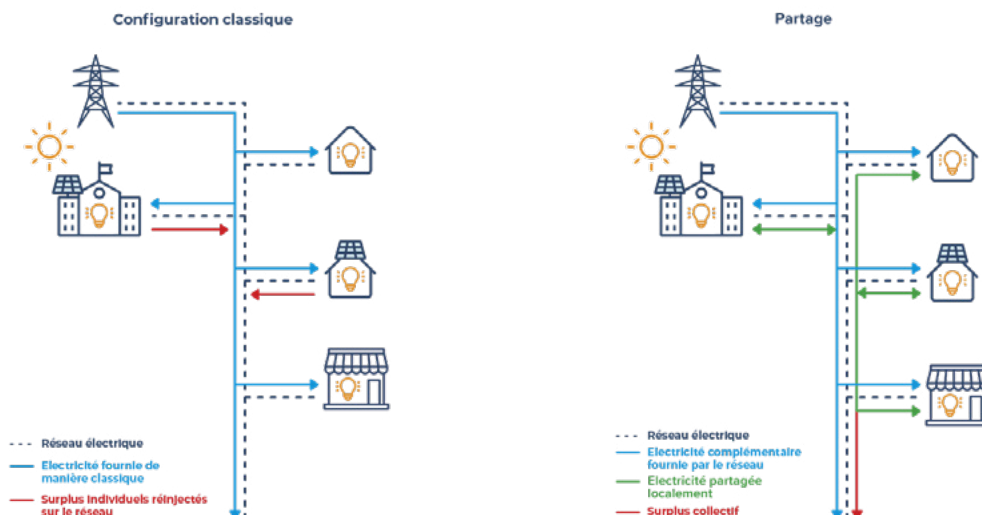 Configuration classique
Réseau électrique
Electricité fournie de
manière classique
Surplus individuels réinjectés
sur le réseau
Partage
Réseau électrique
Electricité complémentaire
fournie par le réseau
Electricité partagée
localement
Surplus collectif